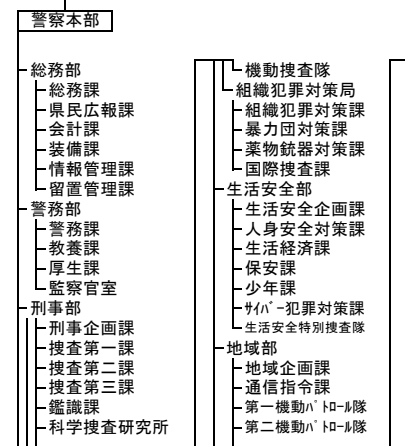 警察本部
総務部
総務課
県民広報課
会計課
装備課
情報管理課
留置管理課
警務部
警務課
教養課
厚生課
監察官室
刑事部
刑事企画課
捜査第一課
捜査第二課
捜査第三課
鑑識課
科学捜査研究所
機動捜査隊
組織犯罪対策局
組織犯罪対策課
暴力団対策課
薬物銃器対策課
国際捜査課
生活安全部
生活安全企画課
人身安全対策課
生活経済課
保安課
少年課
ｻｲﾊﾞｰ犯罪対策課
生活安全特別捜査隊
地域部
地域企画課
通信指令課
第一機動ﾊﾟﾄﾛｰﾙ隊
第二機動ﾊﾟﾄﾛｰﾙ隊